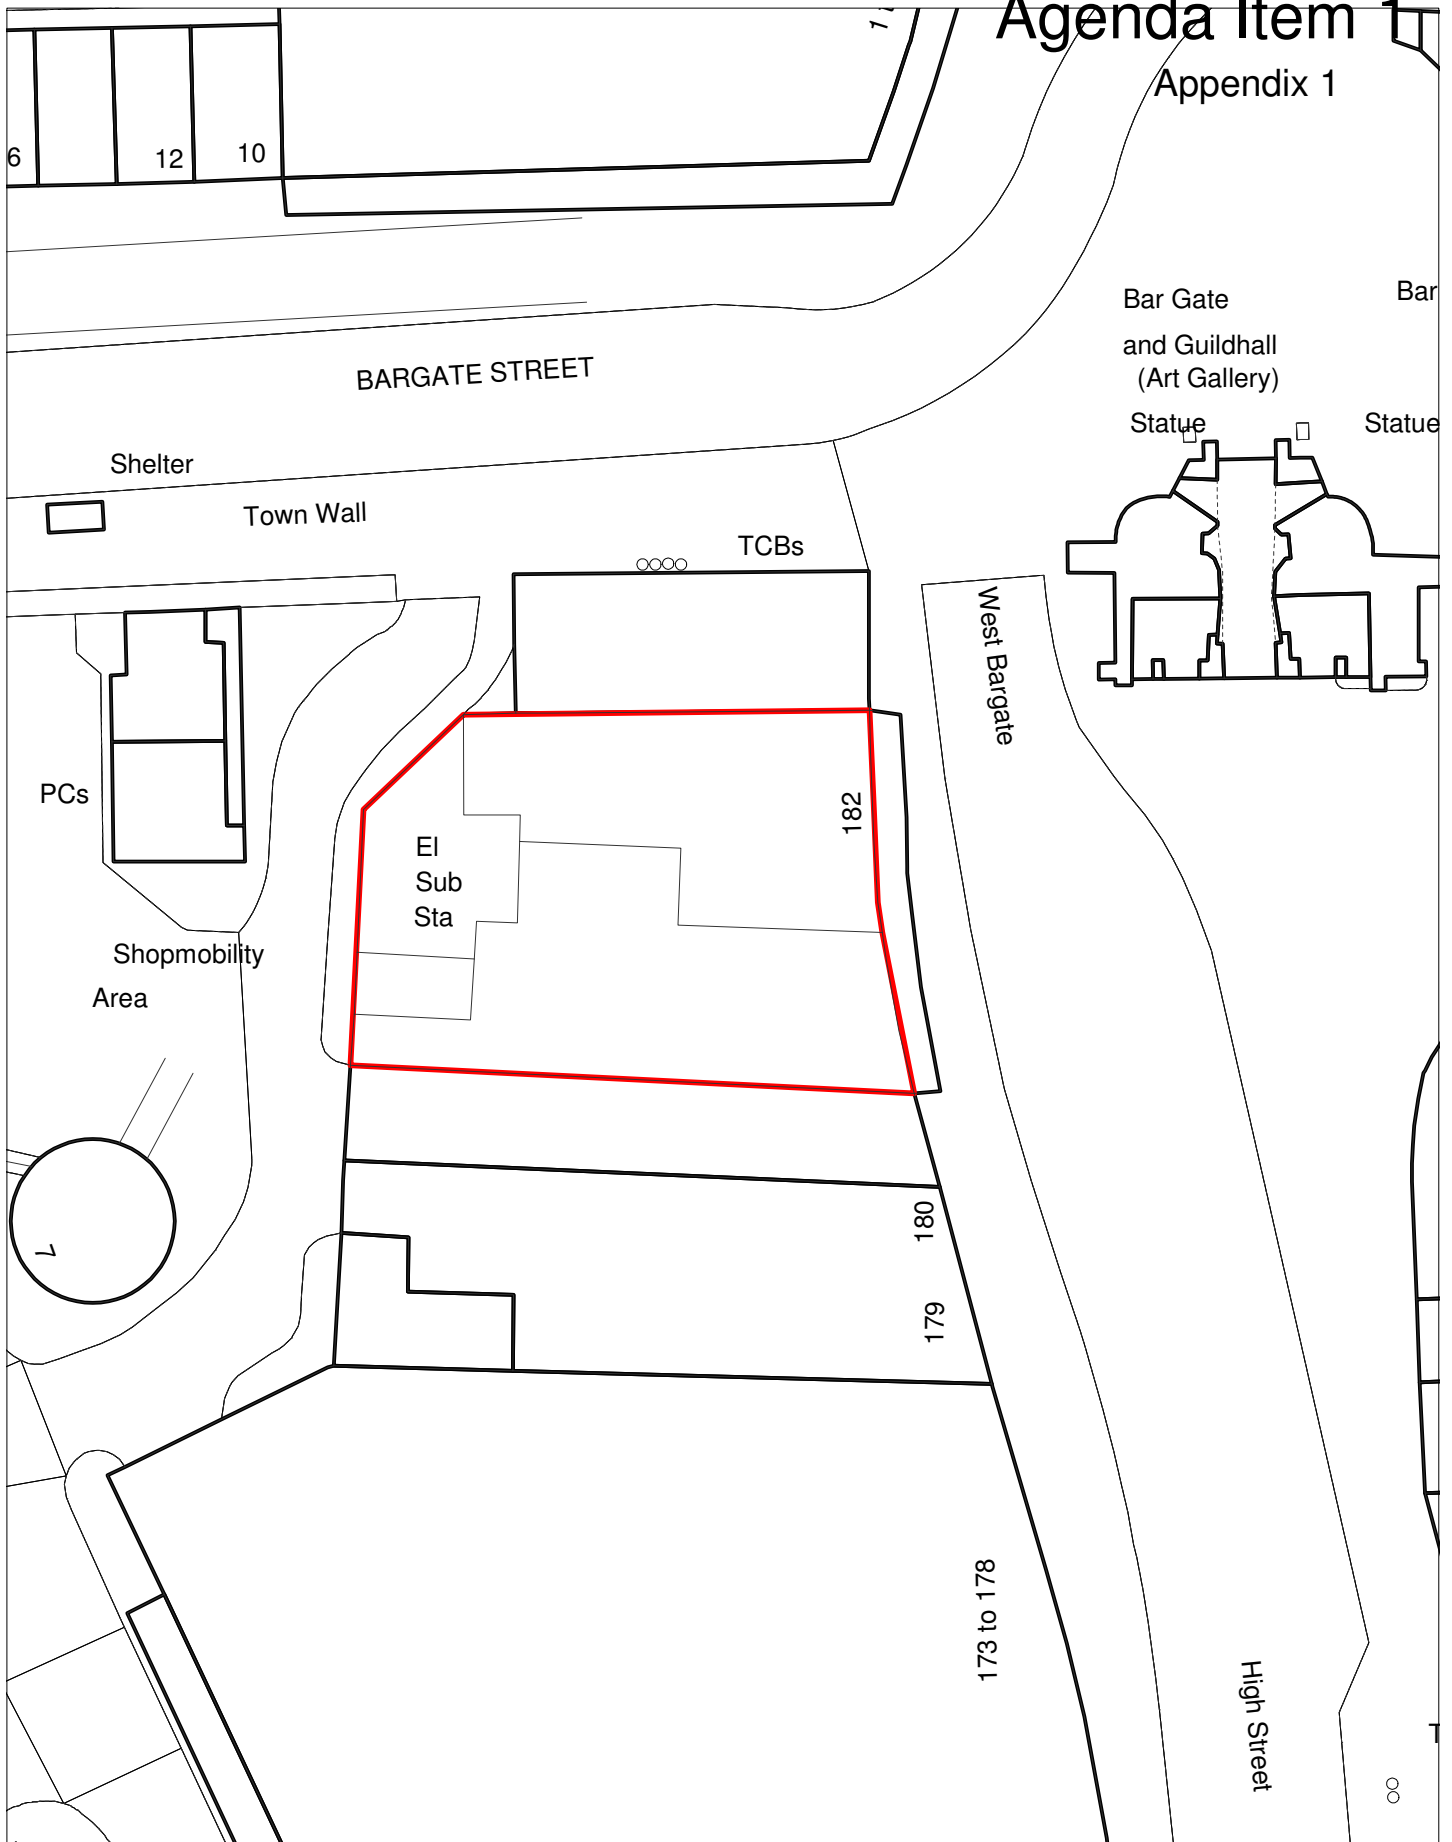 Agenda Item 1
Appendix 1
6
12
10
Bar Gate
and Guildhall
(Art Gallery)
Bar
Statue
Statue
BARGATE STREET
Shelter
Town Wall
TCBs
West Bargate
PCs
182
El
Sub
Sta
Shopmobility
Area
7
180
179
173 to 178
High Street